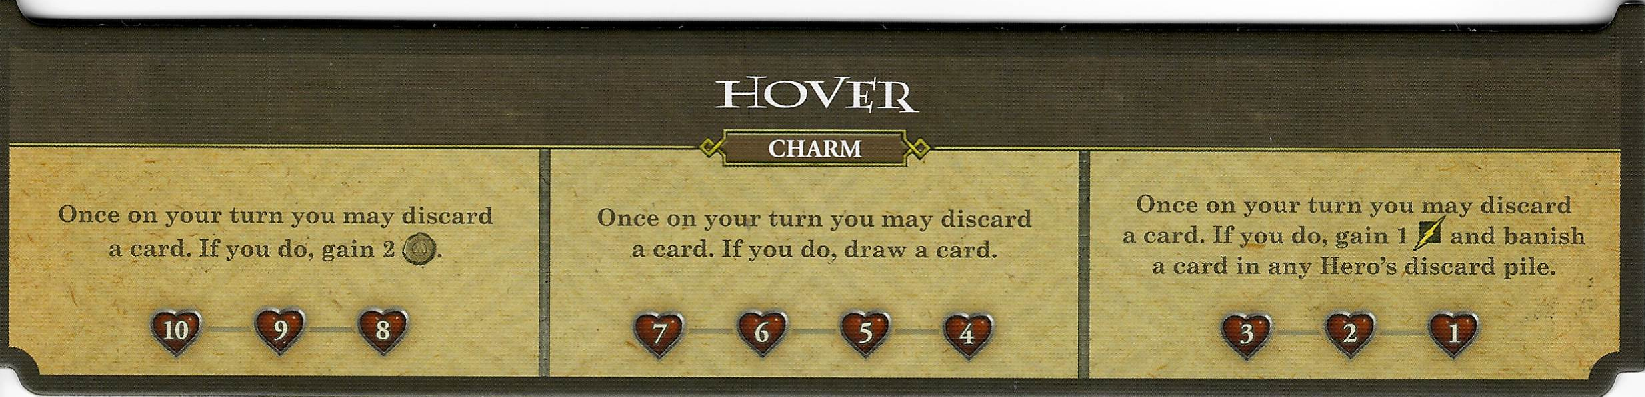 HOVER
CHARM
Once on your turn you may discard
a card. If you do, gain 2 .
10 9 8
Once on your turn you may discard
a card. If you do, draw a card.
7 6 5 4
Once on your turn you may discard
a card. If you do, gain 1 and banish
a card in any Hero's discard pile.
3 2 1